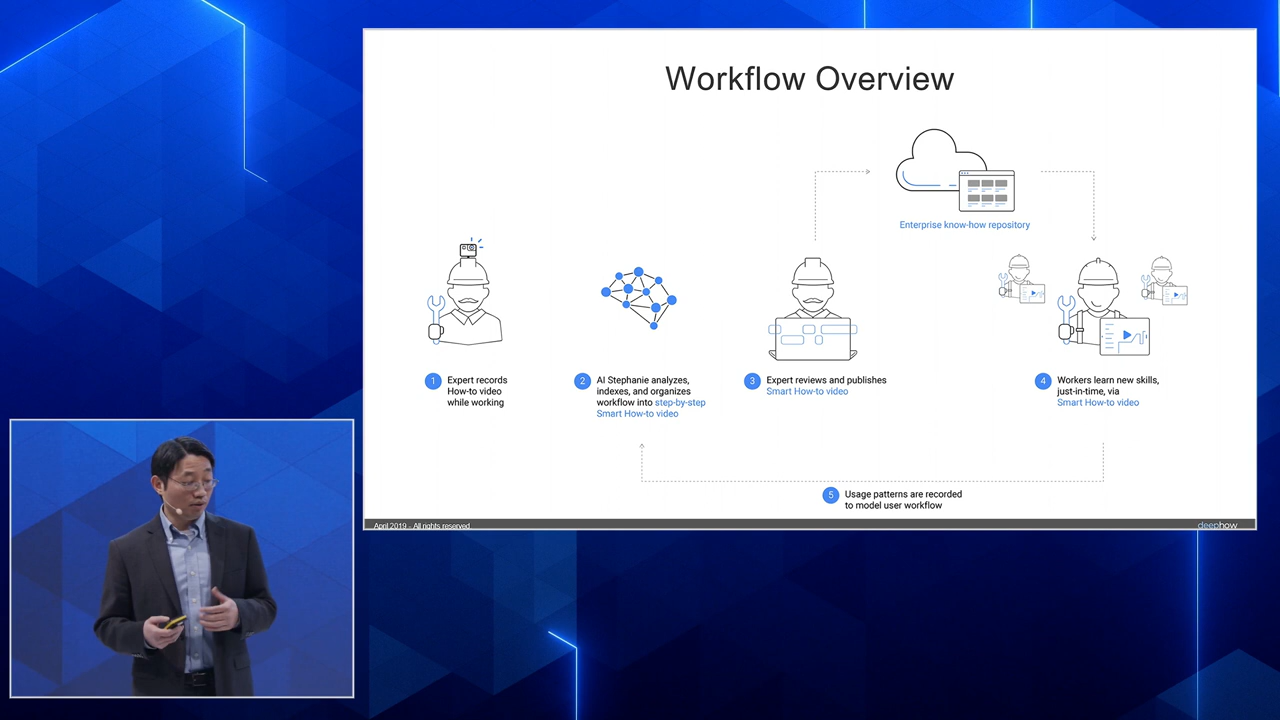 Workflow Overview
Enterprise know-how repository
1
Expert records
How-to video
while working
2
AI Stephanie analyzes,
indexes, and organizes
workflow into step-by-step
Smart How-to video
3
Expert reviews and publishes
Smart How-to video
4
Workers learn new skills,
just-in-time, via
Smart How-to video
5
Usage patterns are recorded
to model user workflow
April 2019 - All rights reserved
deephow